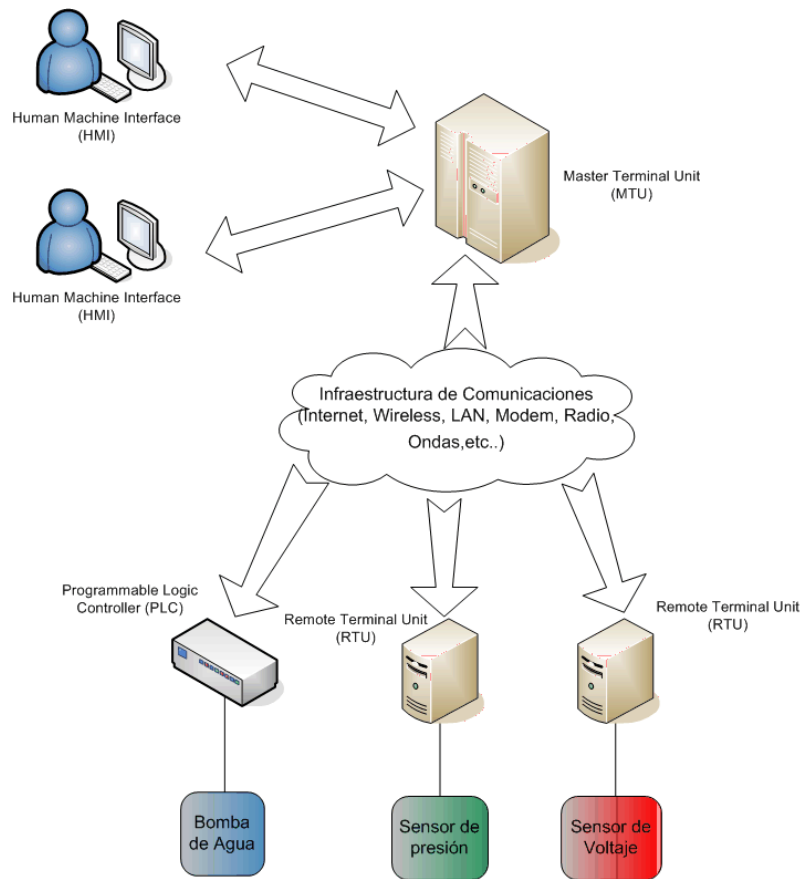 Human Machine Interface
(HMI)
Master Terminal Unit
(MTU)
Human Machine Interface
(HMI)
Infraestructura de Comunicaciones
(Internet, Wireless, LAN, Modem, Radio,
Ondas,etc..)
Programmable Logic
Controller (PLC)
Remote Terminal Unit
(RTU)
Remote Terminal Unit
(RTU)
Bomba
de Agua
Sensor de
presión
Sensor de
Voltaje